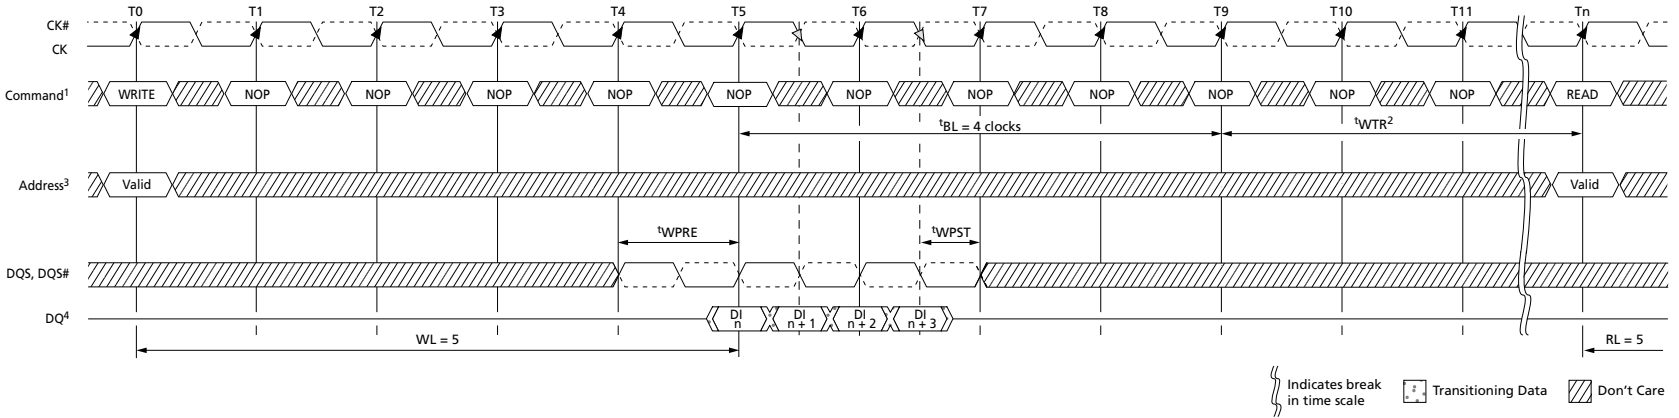 T0 T1 T2 T3 T4 T5 T6 T7 T8 T9 T10 T11 Tn
CK#
CK
Command1 WRITE NOP NOP NOP NOP NOP NOP NOP NOP NOP NOP NOP READ
tBL = 4 clocks tWTR2
Address3 Valid Valid
tWPRE tWPST
DQS, DQS#
DQ4 DI n DI n + 1 DI n + 2 DI n + 3
WL = 5 RL = 5
Indicates break
in time scale
Transitioning Data
Don't Care